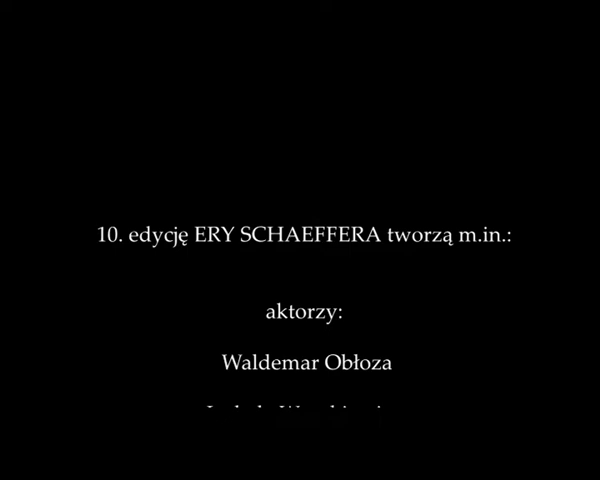 10. edycję ERY SCHAEFFERA tworzą m.in.:
aktorzy:
Waldemar Obłoza